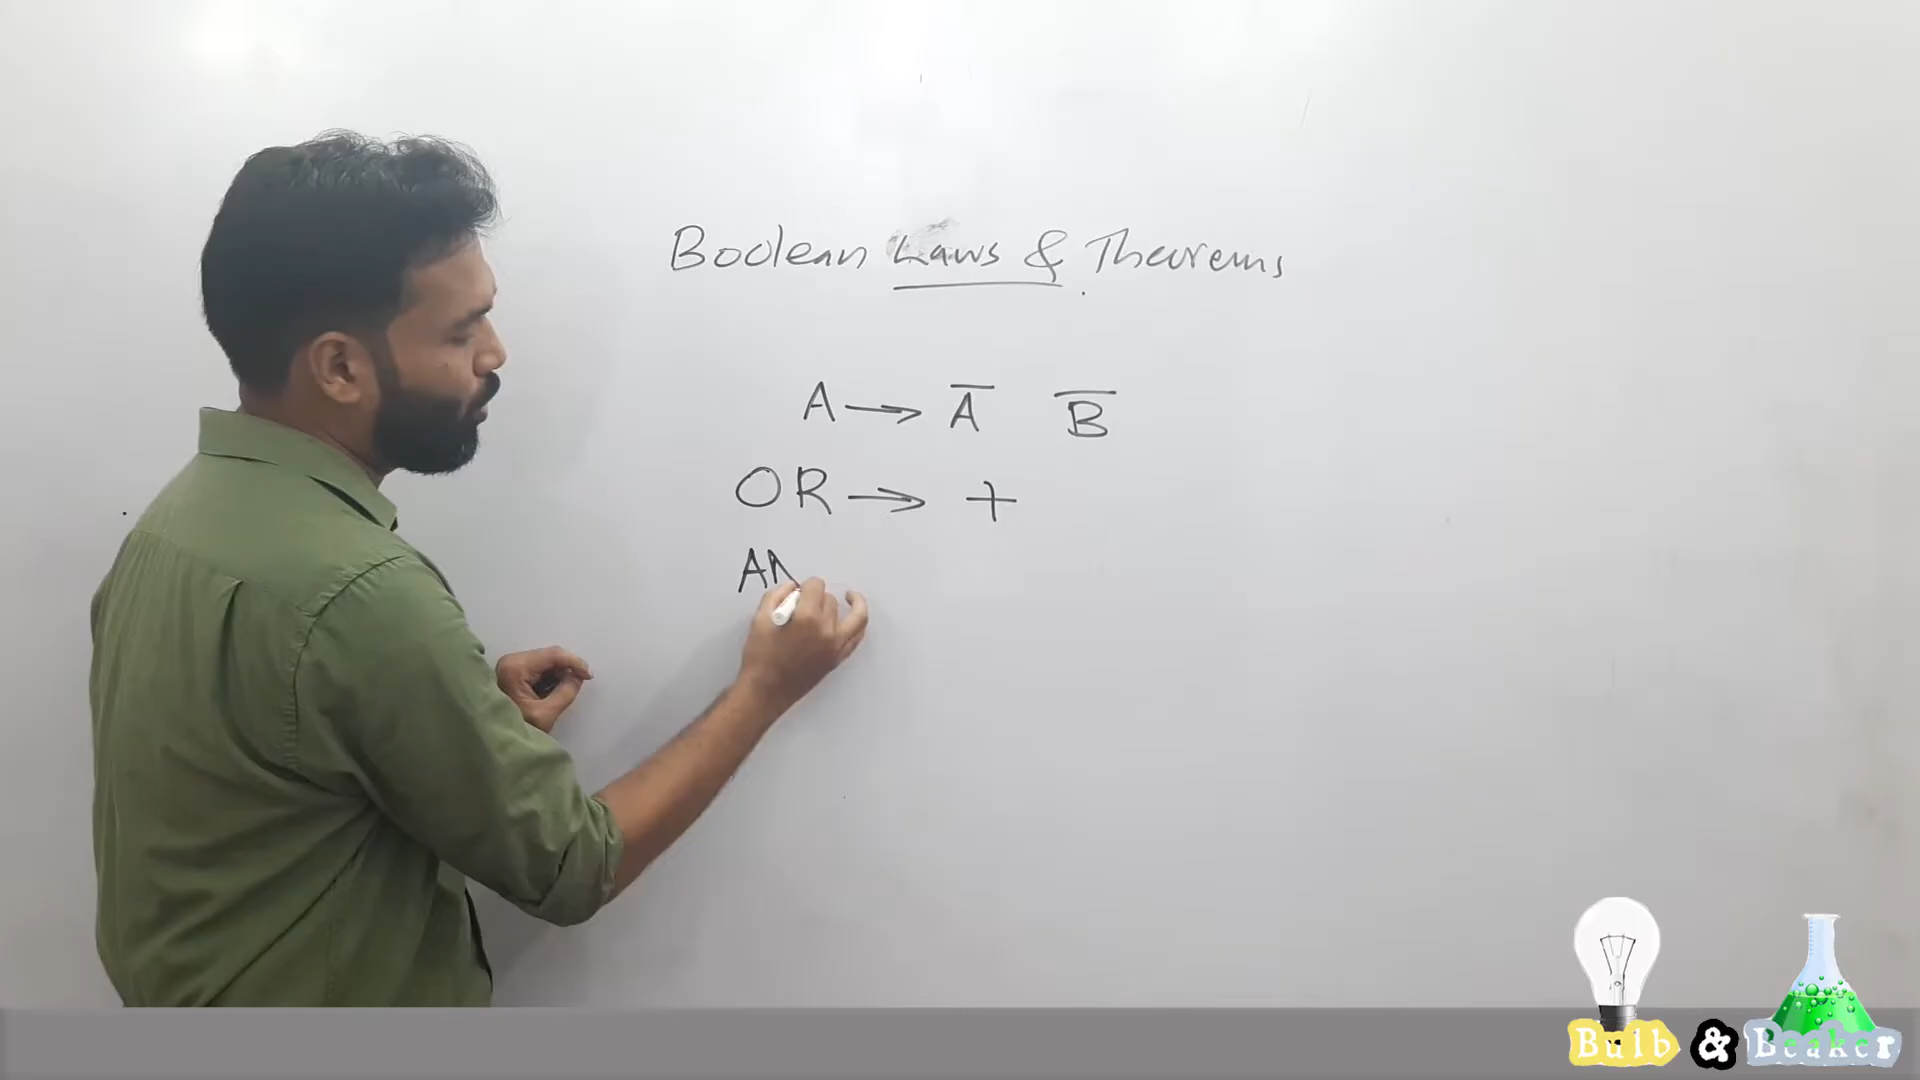 Boolean Laws & Theorems
A → A̅ B̅
OR → +
AN
Bulb & Beaker